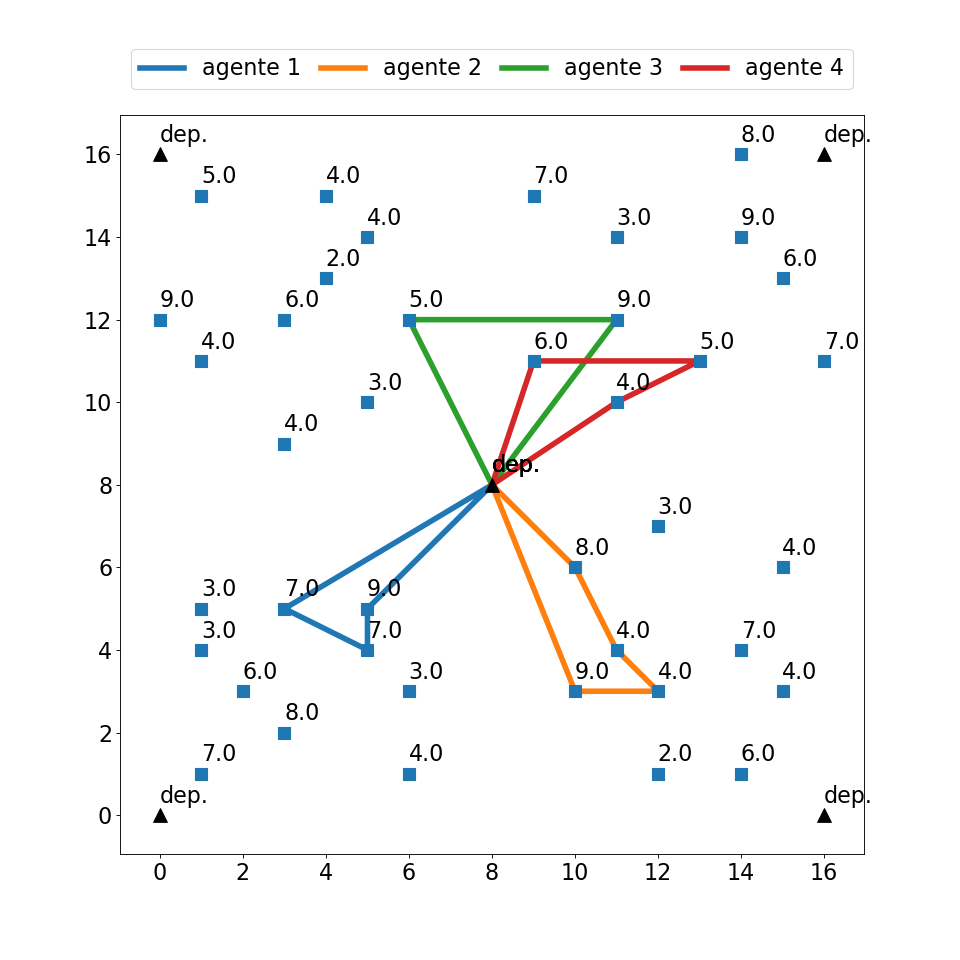 agente 1 agente 2 agente 3 agente 4
dep. 8.0 dep.
16
5.0 4.0 7.0
4.0 3.0 9.0
14
2.0 6.0
9.0 6.0 5.0 9.0
12
4.0 6.0 5.0 7.0
3.0 4.0
10
4.0
dep.
8
3.0
8.0 4.0
6
3.0 7.0 9.0
3.0 7.0 4.0 7.0
4
6.0 3.0 9.0 4.0 4.0
8.0
2
7.0 4.0 2.0 6.0
dep. dep.
0
0 2 4 6 8 10 12 14 16